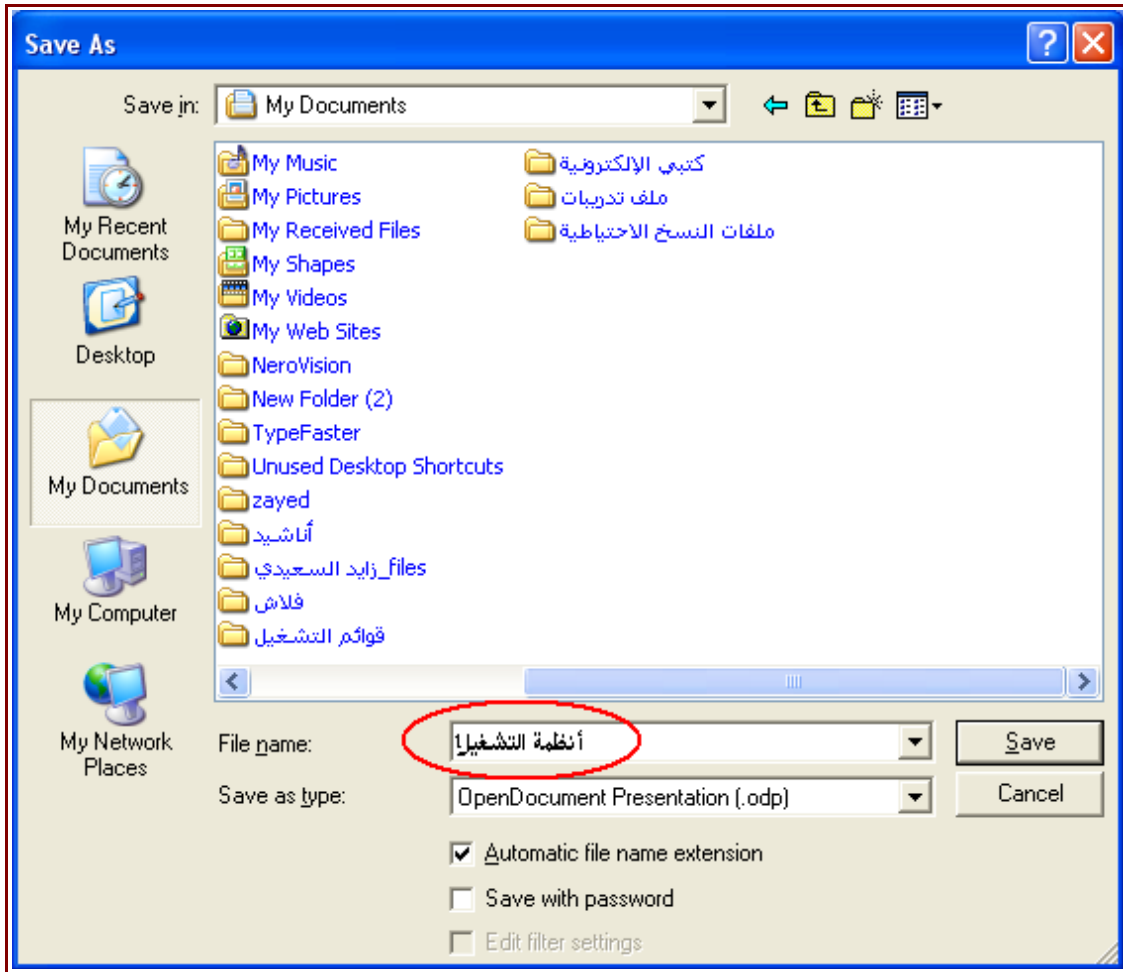 Save As
Save in:
My Documents
My Recent
Documents
Desktop
My Documents
My Computer
My Network
Places
My Music
My Pictures
My Received Files
My Shapes
My Videos
My Web Sites
NeroVision
New Folder (2)
TypeFaster
Unused Desktop Shortcuts
zayed
أناشيد
زايد السعيدي_files
فلاش
قوائم التشغيل
كتبي الإلكترونية
ملف تدريبات
ملفات النسخ الاحتياطية
File name:
أنظمة التشغيل1
Save
Save as type:
OpenDocument Presentation (.odp)
Cancel
Automatic file name extension
Save with password
Edit filter settings